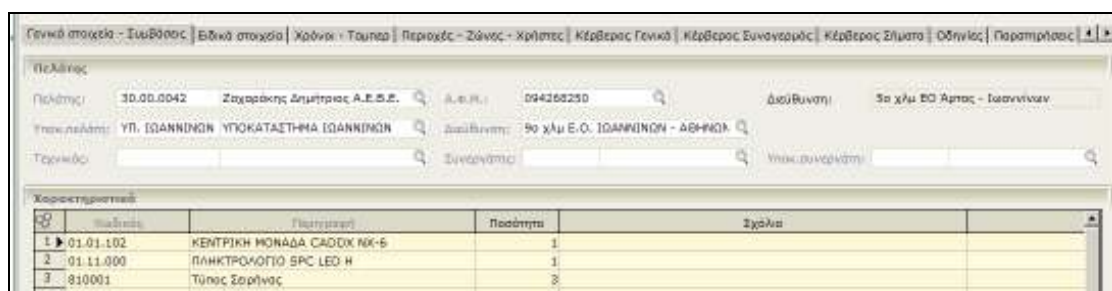 Γενικά στοιχεία - Συμβάσεις Ειδικά στοιχεία Χρόνοι - Ταμπερ Περιοχές - Ζώνες - Χρήστες Κέρβερος Γενικά Κέρβερος Συναγερμός Κέρβερος Σήματα Οδηγίες Παρατηρήσεις
Πελάτης
Πελάτης: 30.00.0042 Ζαχαράκης Δημήτριος Α.Ε.Β.Ε. Α.Φ.Μ.: 094268250 Διεύθυνση: 5ο χλμ ΕΟ Άρτας - Ιωαννίνων
Υποκ.πελάτη: ΥΠ. ΙΩΑΝΝΙΝΩΝ ΥΠΟΚΑΤΑΣΤΗΜΑ ΙΩΑΝΝΙΝΩΝ Διεύθυνση: 9ο χλμ Ε.Ο. ΙΩΑΝΝΙΝΩΝ - ΑΘΗΝΩΝ
Τεχνικός: Συνεργάτης: Υποκ.συνεργάτη:
Χαρακτηριστικά
Κωδικός Περιγραφή Ποσότητα Σχόλια
1 01.01.102 ΚΕΝΤΡΙΚΗ ΜΟΝΑΔΑ CADDX NX-6 1
2 01.11.000 ΠΛΗΚΤΡΟΛΟΓΙΟ SPC LED H 1
3 810001 Τύπος Σειρήνας 3